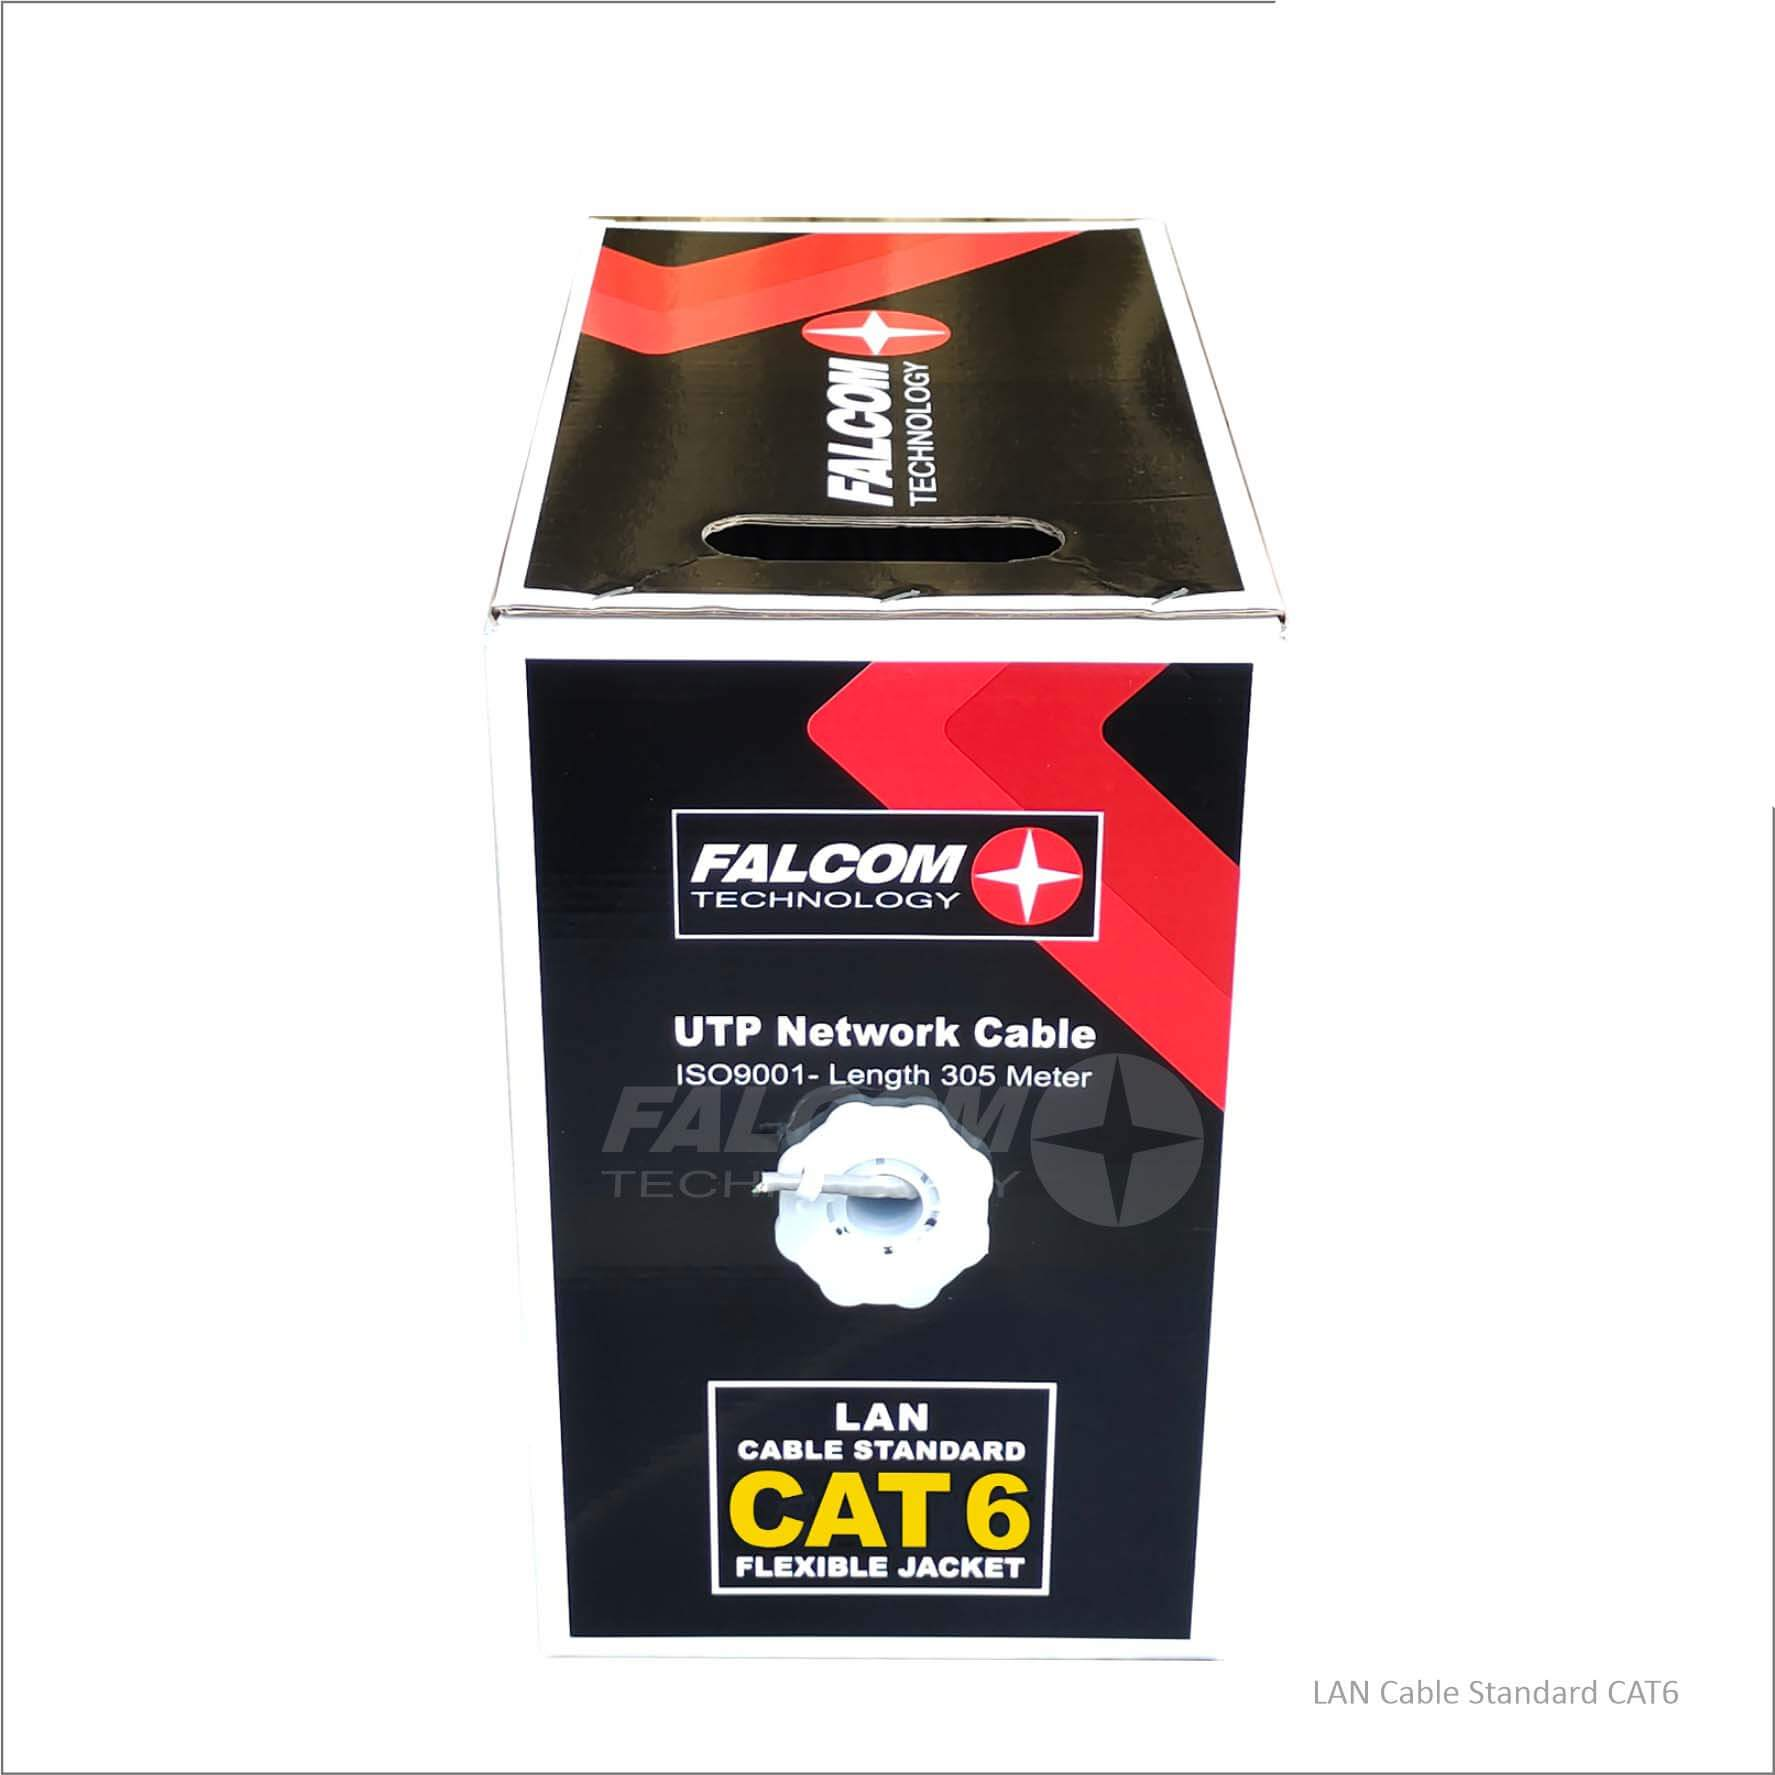 FALCOM
TECHNOLOGY
FALCOM
TECHNOLOGY
UTP Network Cable
ISO9001- Length 305 Meter
FALCOM
TECHNOLOGY
LAN
CABLE STANDARD
CAT 6
FLEXIBLE JACKET
LAN Cable Standard CAT6